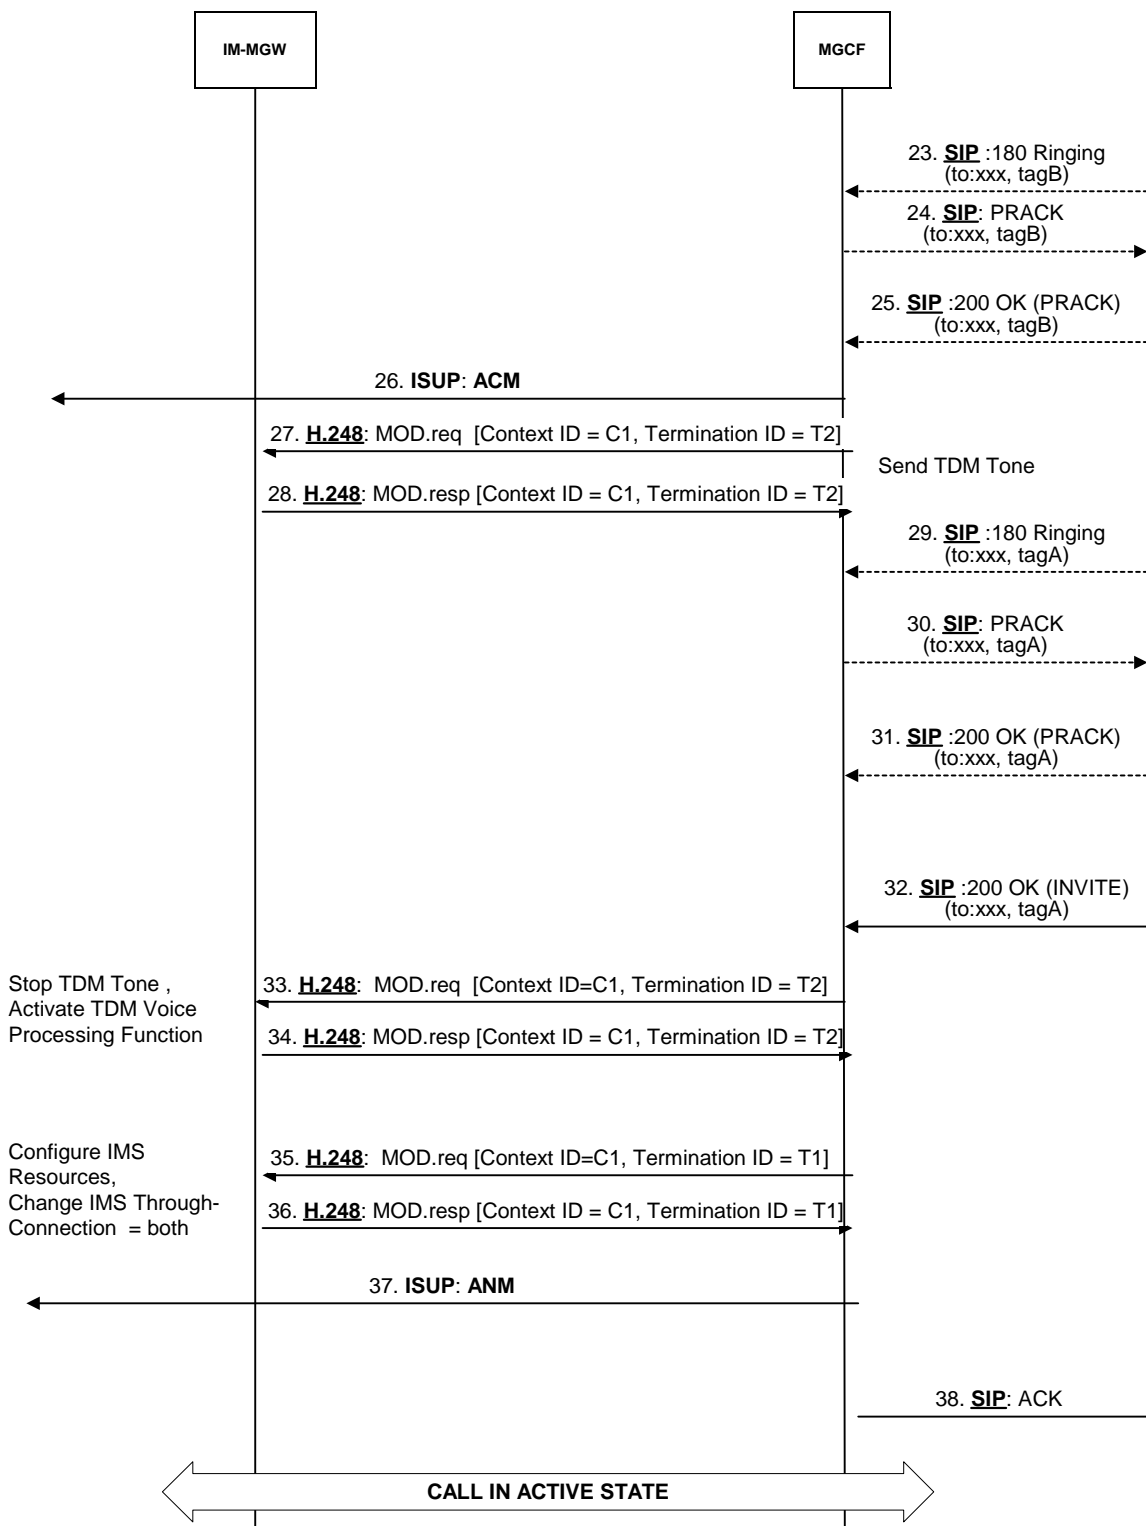 IM-MGW
MGCF
23. SIP :180 Ringing
(to:xxx, tagB)
24. SIP: PRACK
(to:xxx, tagB)
25. SIP :200 OK (PRACK)
(to:xxx, tagB)
26. ISUP: ACM
27. H.248: MOD.req [Context ID = C1, Termination ID = T2]
Send TDM Tone
28. H.248: MOD.resp [Context ID = C1, Termination ID = T2]
29. SIP :180 Ringing
(to:xxx, tagA)
30. SIP: PRACK
(to:xxx, tagA)
31. SIP :200 OK (PRACK)
(to:xxx, tagA)
32. SIP :200 OK (INVITE)
(to:xxx, tagA)
Stop TDM Tone ,
Activate TDM Voice
Processing Function
33. H.248: MOD.req [Context ID=C1, Termination ID = T2]
34. H.248: MOD.resp [Context ID = C1, Termination ID = T2]
Configure IMS
Resources,
Change IMS Through-
Connection = both
35. H.248: MOD.req [Context ID=C1, Termination ID = T1]
36. H.248: MOD.resp [Context ID = C1, Termination ID = T1]
37. ISUP: ANM
38. SIP: ACK
CALL IN ACTIVE STATE